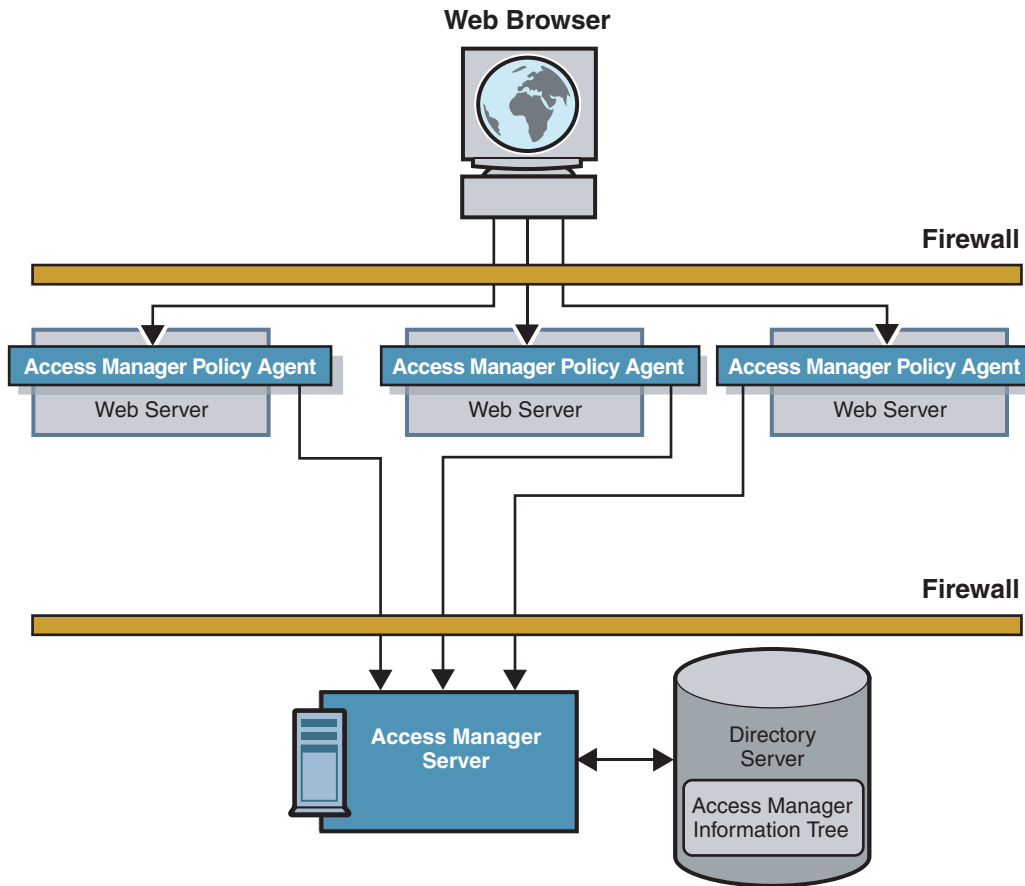 Web Browser
Firewall
Access Manager Policy Agent
Web Server
Access Manager Policy Agent
Web Server
Access Manager Policy Agent
Web Server
Firewall
Access Manager
Server
Directory
Server
Access Manager
Information Tree